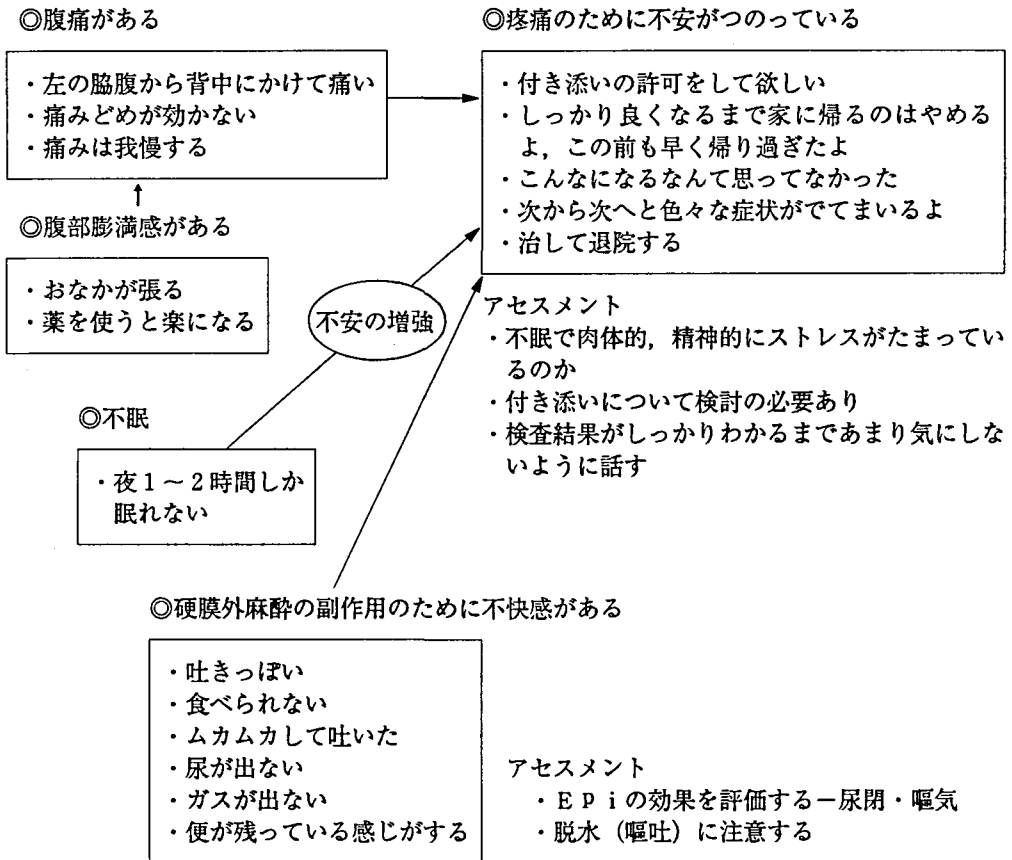 ◎腹痛がある
・左の脇腹から背中にかけて痛い
・痛みどめが効かない
・痛みは我慢する
◎腹部膨満感がある
・おなかが張る
・薬を使うと楽になる
◎不眠
・夜1~2時間しか
眠れない
不安の増強
◎疼痛のために不安がつのっている
・付き添いの許可をして欲しい
・しっかり良くなるまで家に帰るのはやめる
よ,この前も早く帰り過ぎたよ
・こんなになるなんて思ってなかった
・次から次へと色々な症状がでてまいるよ
・治して退院する
アセスメント
・不眠で肉体的,精神的にストレスがたまってい
るのか
・付き添いについて検討の必要あり
・検査結果がしっかりわかるまであまり気にしな
いように話す
◎硬膜外麻酔の副作用のために不快感がある
・吐きっぽい
・食べられない
・ムカムカして吐いた
・尿が出ない
・ガスが出ない
・便が残っている感じがする
アセスメント
・Epiの効果を評価する-尿閉・嘔気
・脱水(嘔吐)に注意する